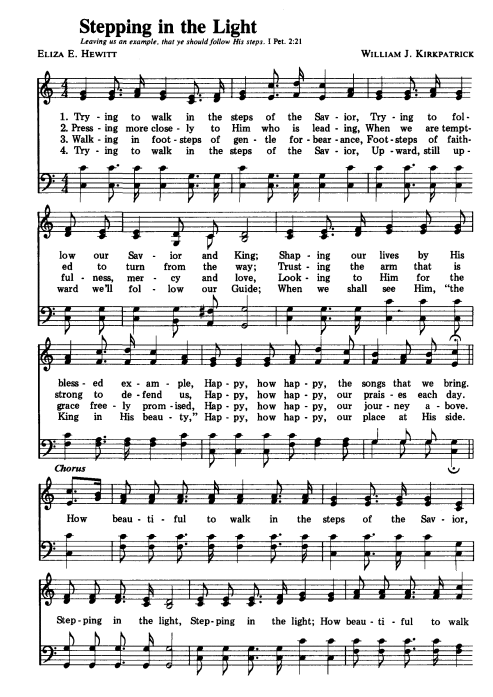 Stepping in the Light
Leaving us an example, that ye should follow His steps. I Pet. 2:21
ELIZA E. HEWITT WILLIAM J. KIRKPATRICK
1. Try - ing to walk in the steps of the Sav - ior, Try - ing to fol-
2. Press - ing more close - ly to Him who is lead - ing, When we are tempt-
3. Walk - ing in foot - steps of gen - tle for - bear - ance, Foot - steps of faith-
4. Try - ing to walk in the steps of the Sav - ior, Up - ward, still up -
low our Sav - ior and King; Shap - ing our lives by His
ed to turn from the way; Trust - ing the arm that is
ful - ness, mer - cy and love, Look - ing to Him for the
ward we'll fol - low our Guide; When we shall see Him, "the
bless - ed ex - am - ple, Hap - py, how hap - py, the songs that we bring.
strong to de - fend us, Hap - py, how hap - py, our prais - es each day.
grace free - ly prom - ised, Hap - py, how hap - py, our jour - ney a - bove.
King in His beau - ty," Hap - py, how hap - py, our place at His side.
Chorus
How beau - ti - ful to walk in the steps of the Sav - ior,
Step - ping in the light, Step - ping in the light; How beau - ti - ful to walk